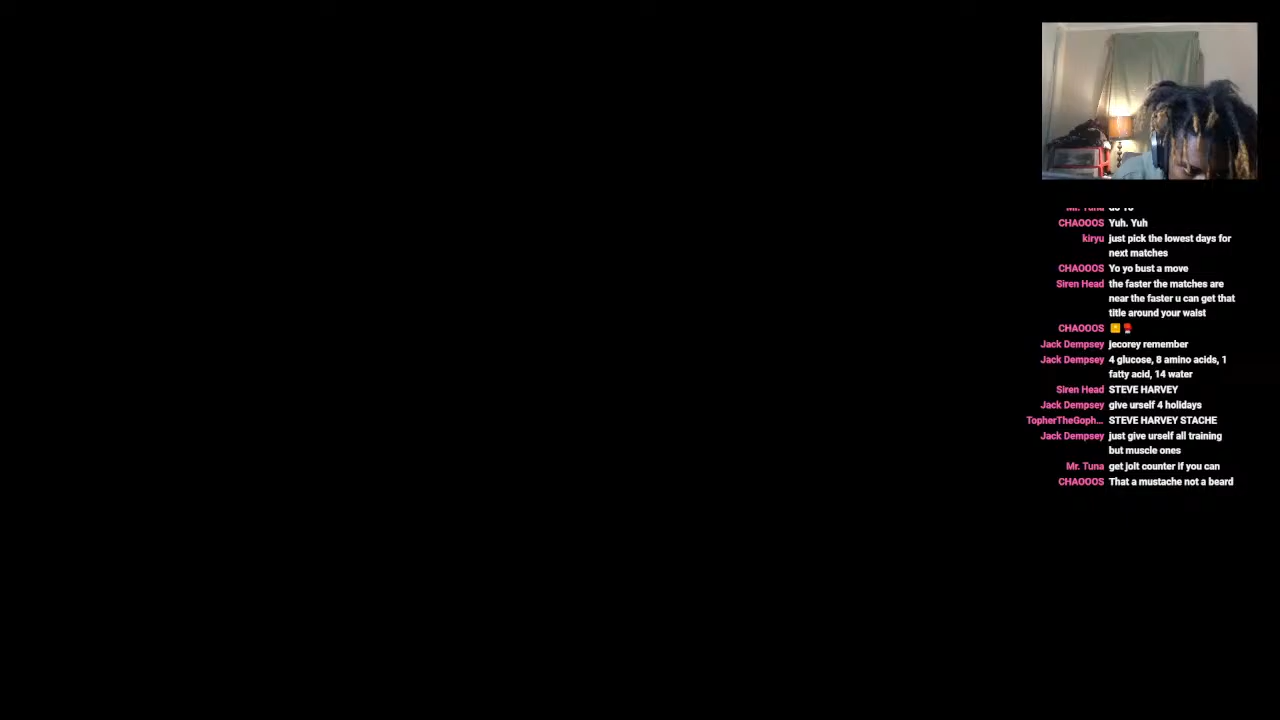 CHAOOOS Yuh. Yuh
kiryu just pick the lowest days for
next matches
CHAOOOS Yo yo bust a move
Siren Head the faster the matches are
near the faster u can get that
title around your waist
CHAOOOS
Jack Dempsey jecorey remember
Jack Dempsey 4 glucose, 8 amino acids, 1
fatty acid, 14 water
Siren Head STEVE HARVEY
Jack Dempsey give urself 4 holidays
TopherTheGoph... STEVE HARVEY STACHE
Jack Dempsey just give urself all training
but muscle ones
Mr. Tuna get jolt counter if you can
CHAOOOS That a mustache not a beard